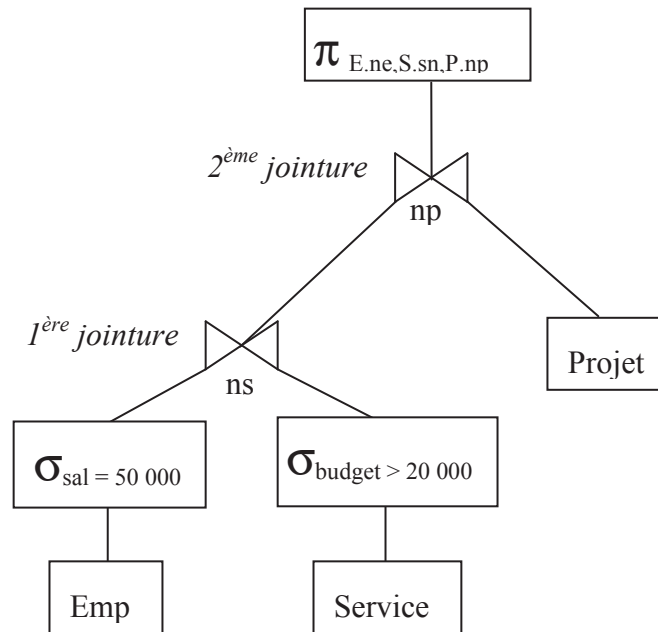 π E.ne,S.sn,P.np
2ème jointure
np
1ère jointure
ns
Projet
σsal = 50 000
σbudget > 20 000
Emp
Service